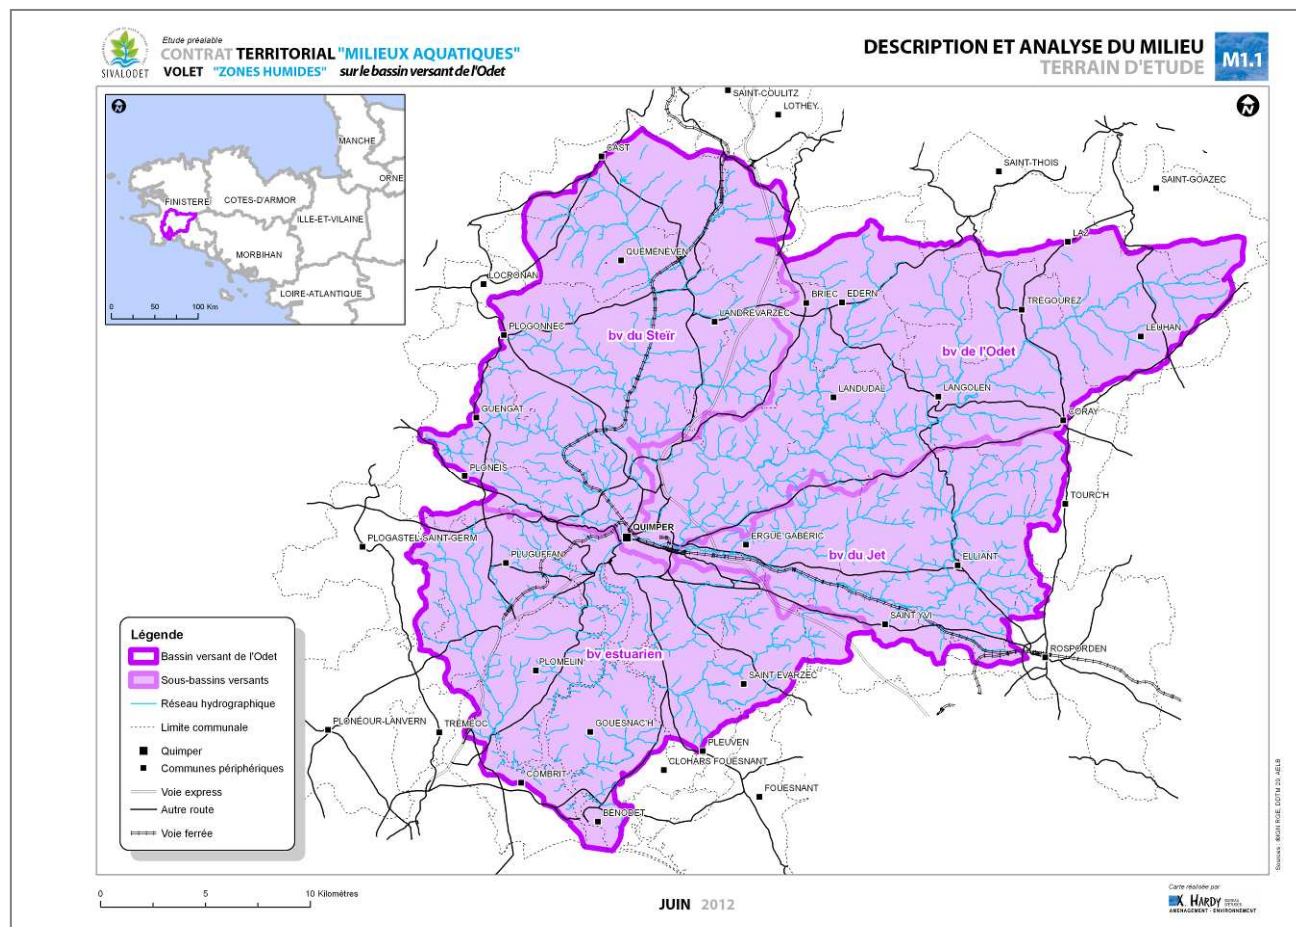 SIVALODET
Etude préalable
CONTRAT TERRITORIAL "MILIEUX AQUATIQUES"
VOLET "ZONES HUMIDES" sur le bassin versant de l'Odet
DESCRIPTION ET ANALYSE DU MILIEU
TERRAIN D'ETUDE
M1.1
N
MANCHE
ORNE
FINISTERE
COTES-D'ARMOR
ILLE-ET-VILAINE
MORBIHAN
LOIRE-ATLANTIQUE
0 50 100 Km
N
SAINT-COULITZ
LOTHEY
CAST
SAINT-THOIS
SAINT-GOAZEC
LAZ
QUÉMÉNÉVEN
LOCRONAN
BRIEC
EDERN
TRÉGOUREZ
LANDRÉVARZEC
PLOGONNEC
bv du Steïr
LEUHAN
bv de l'Odet
LANDUDAL
LANGOLEN
GUENGAT
CORAY
PLONEIS
TOURC'H
QUIMPER
PLOGASTEL-SAINT-GERM
ERGUE GABERIC
PLUGUFFAN
bv du Jet
ELLIANT
SAINT YVI
ROSPORDEN
bv estuarien
PLOMELIN
SAINT EVARZEC
PLONÉOUR-LANVERN
TRÉMÉOC
GOUESNAC'H
PLEUVEN
CLOHARS FOUESNANT
COMBRIT
FOUESNANT
BÉNODET
Légende
Bassin versant de l'Odet
Sous-bassins versants
Réseau hydrographique
Limite communale
Quimper
Communes périphériques
Voie express
Autre route
Voie ferrée
0 5 10 Kilomètres
JUIN 2012
Carte réalisée par
X. HARDY
AMENAGEMENT - ENVIRONNEMENT